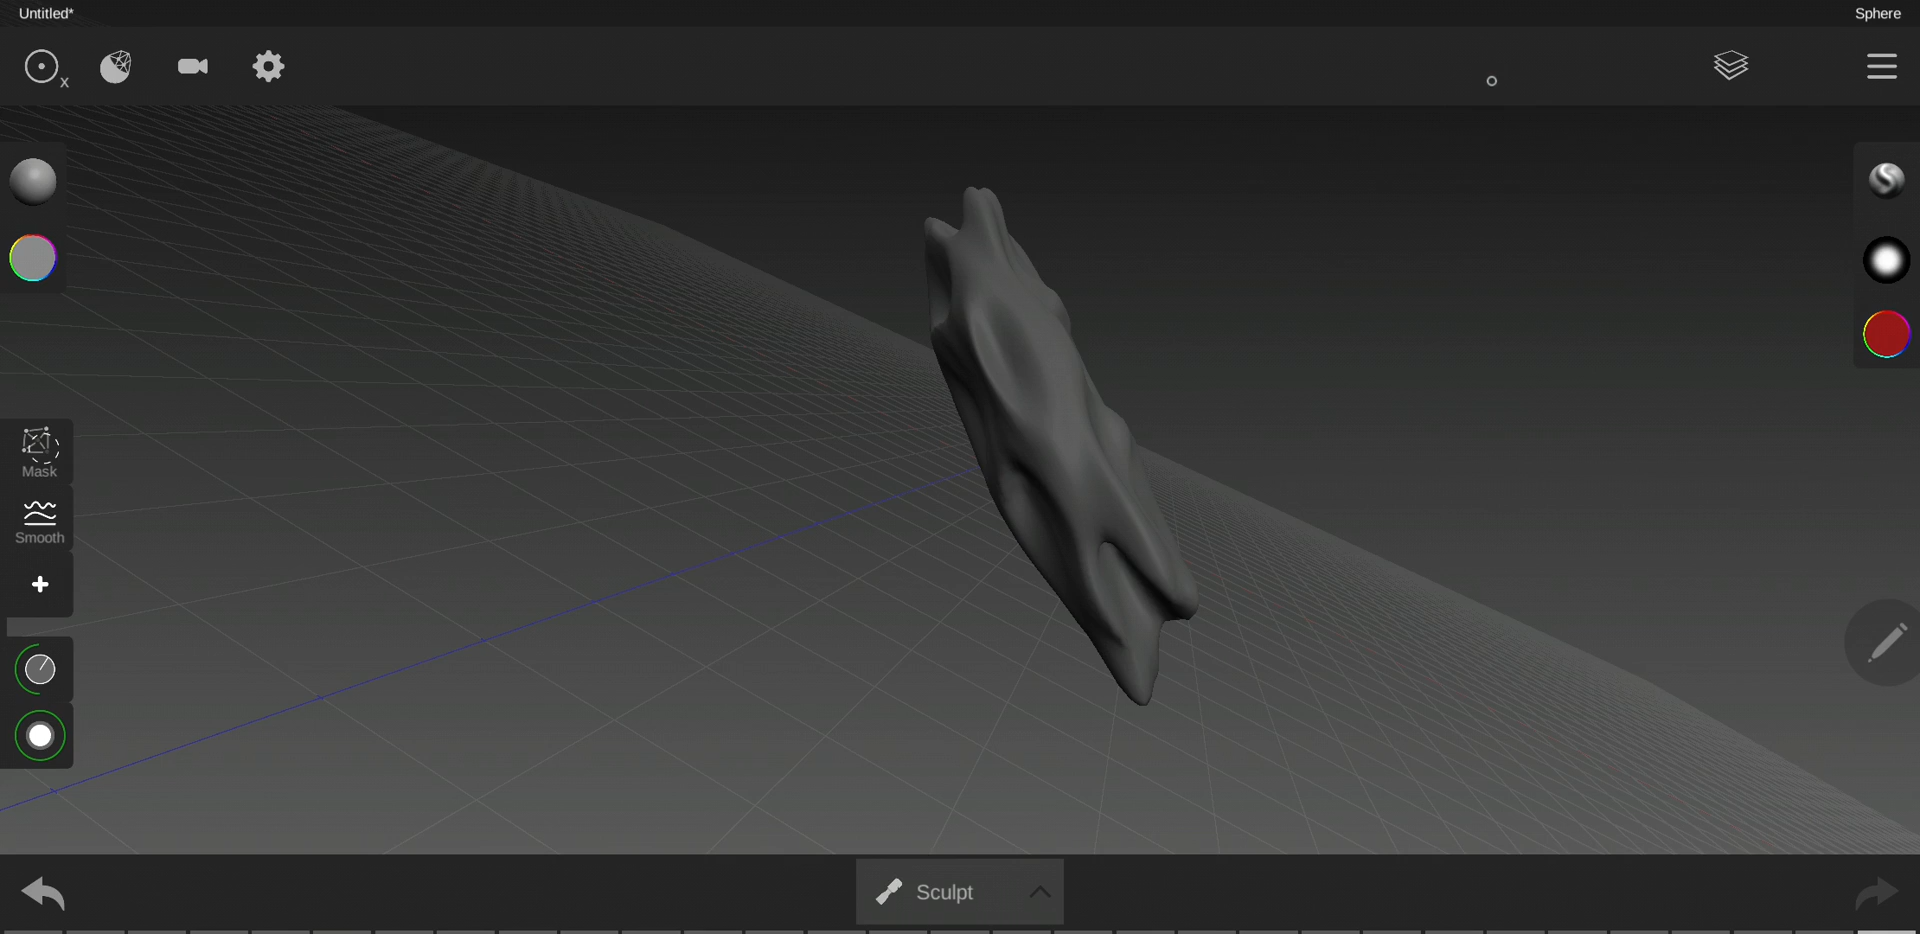 Untitled*
Sphere
x
Mask
Smooth
Sculpt